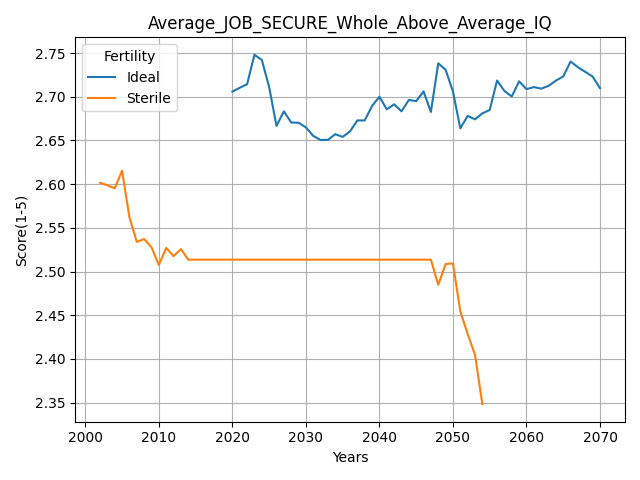 Average_JOB_SECURE_Whole_Above_Average_IQ
Score(1-5)
2.75
2.70
2.65
2.60
2.55
2.50
2.45
2.40
2.35
Fertility
Ideal
Sterile
2000 2010 2020 2030 2040 2050 2060 2070
Years